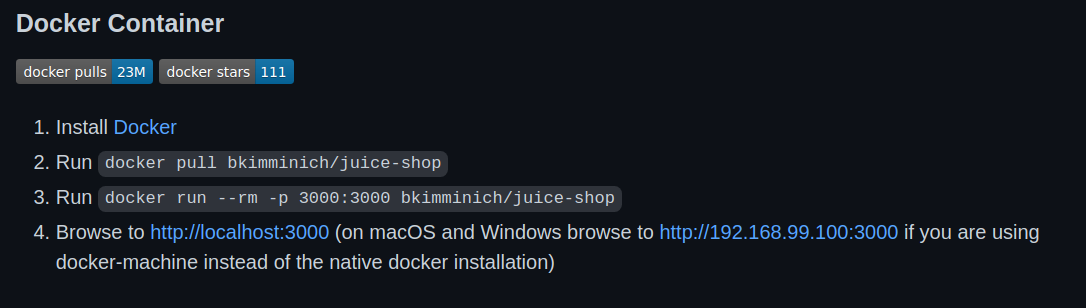 Docker Container
docker pulls 23M docker stars 111
1. Install Docker
2. Run docker pull bkimminich/juice-shop
3. Run docker run --rm -p 3000:3000 bkimminich/juice-shop
4. Browse to http://localhost:3000 (on macOS and Windows browse to http://192.168.99.100:3000 if you are using
docker-machine instead of the native docker installation)